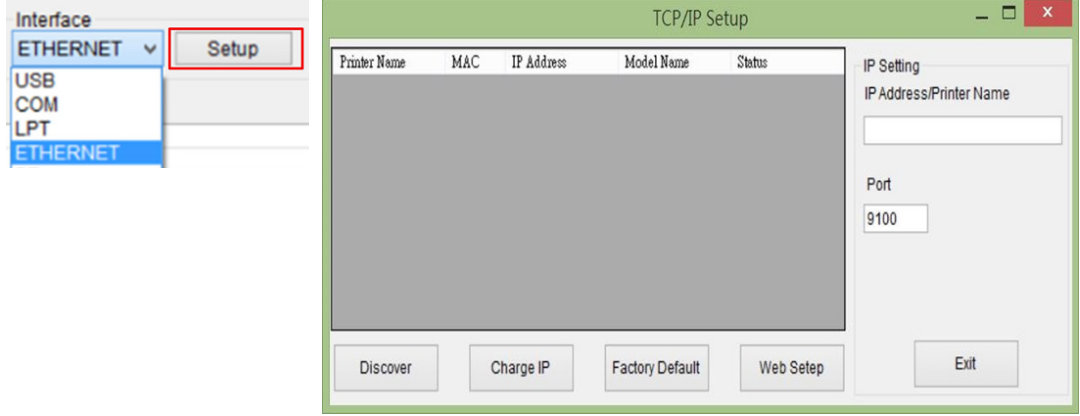 Interface
ETHERNET
Setup
USB
COM
LPT
ETHERNET
TCP/IP Setup
X
Printer Name MAC IP Address Model Name Status
IP Setting
IP Address/Printer Name
Port
9100
Discover Charge IP Factory Default Web Setep Exit